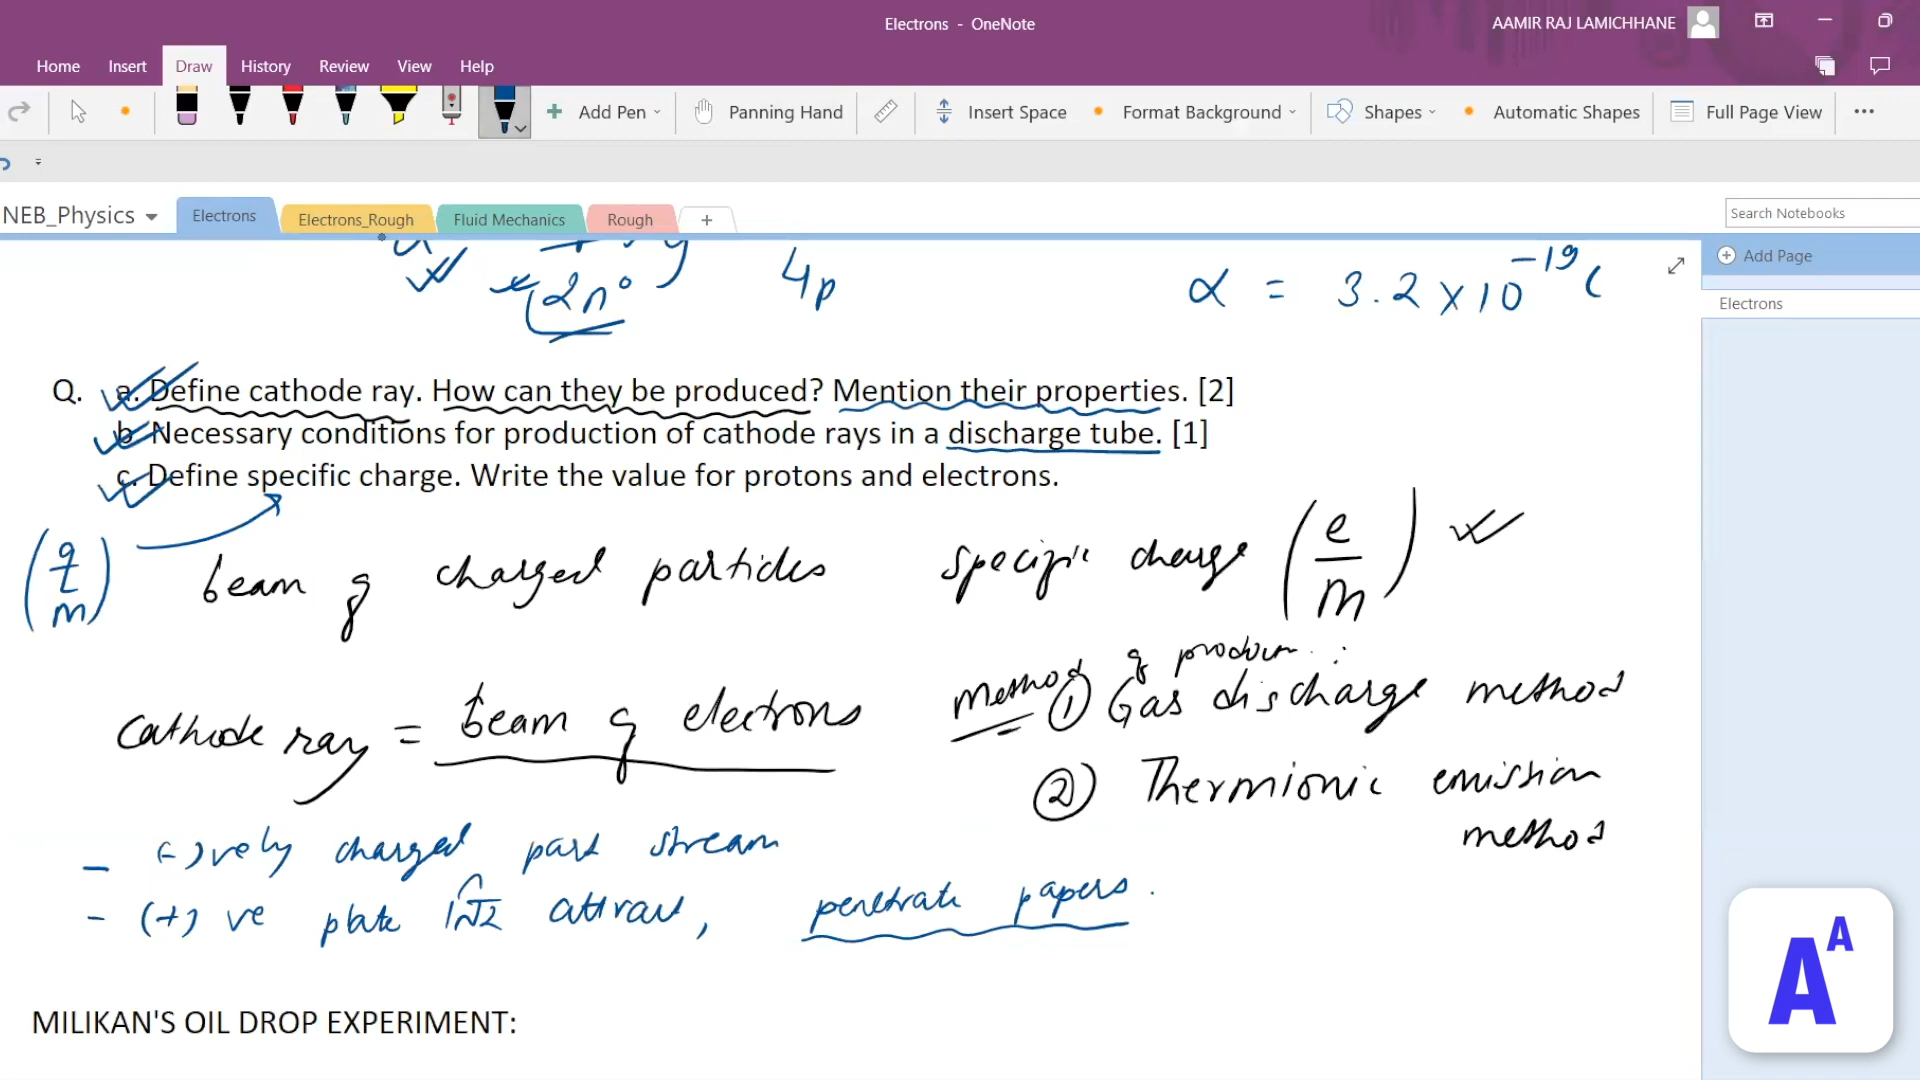 Electrons - OneNote
AAMIR RAJ LAMICHHANE
Home Insert Draw History Review View Help
Add Pen Panning Hand Insert Space Format Background Shapes Automatic Shapes Full Page View
NEB_Physics Electrons Electrons_Rough Fluid Mechanics Rough +
Search Notebooks
Add Page
Electrons
2n° 4p α = 3.2 x 10^-19 C
Q. a. Define cathode ray. How can they be produced? Mention their properties. [2]
b. Necessary conditions for production of cathode rays in a discharge tube. [1]
c. Define specific charge. Write the value for protons and electrons.
(q/m) beam of charged particles specific charge (e/m)
method of producn. :
① Gas discharge method
cathode ray = beam of electrons
② Thermionic emission
method
- (-)vely charged part stream
- (+)ve plate attract, penetrate papers.
MILIKAN'S OIL DROP EXPERIMENT:
A A